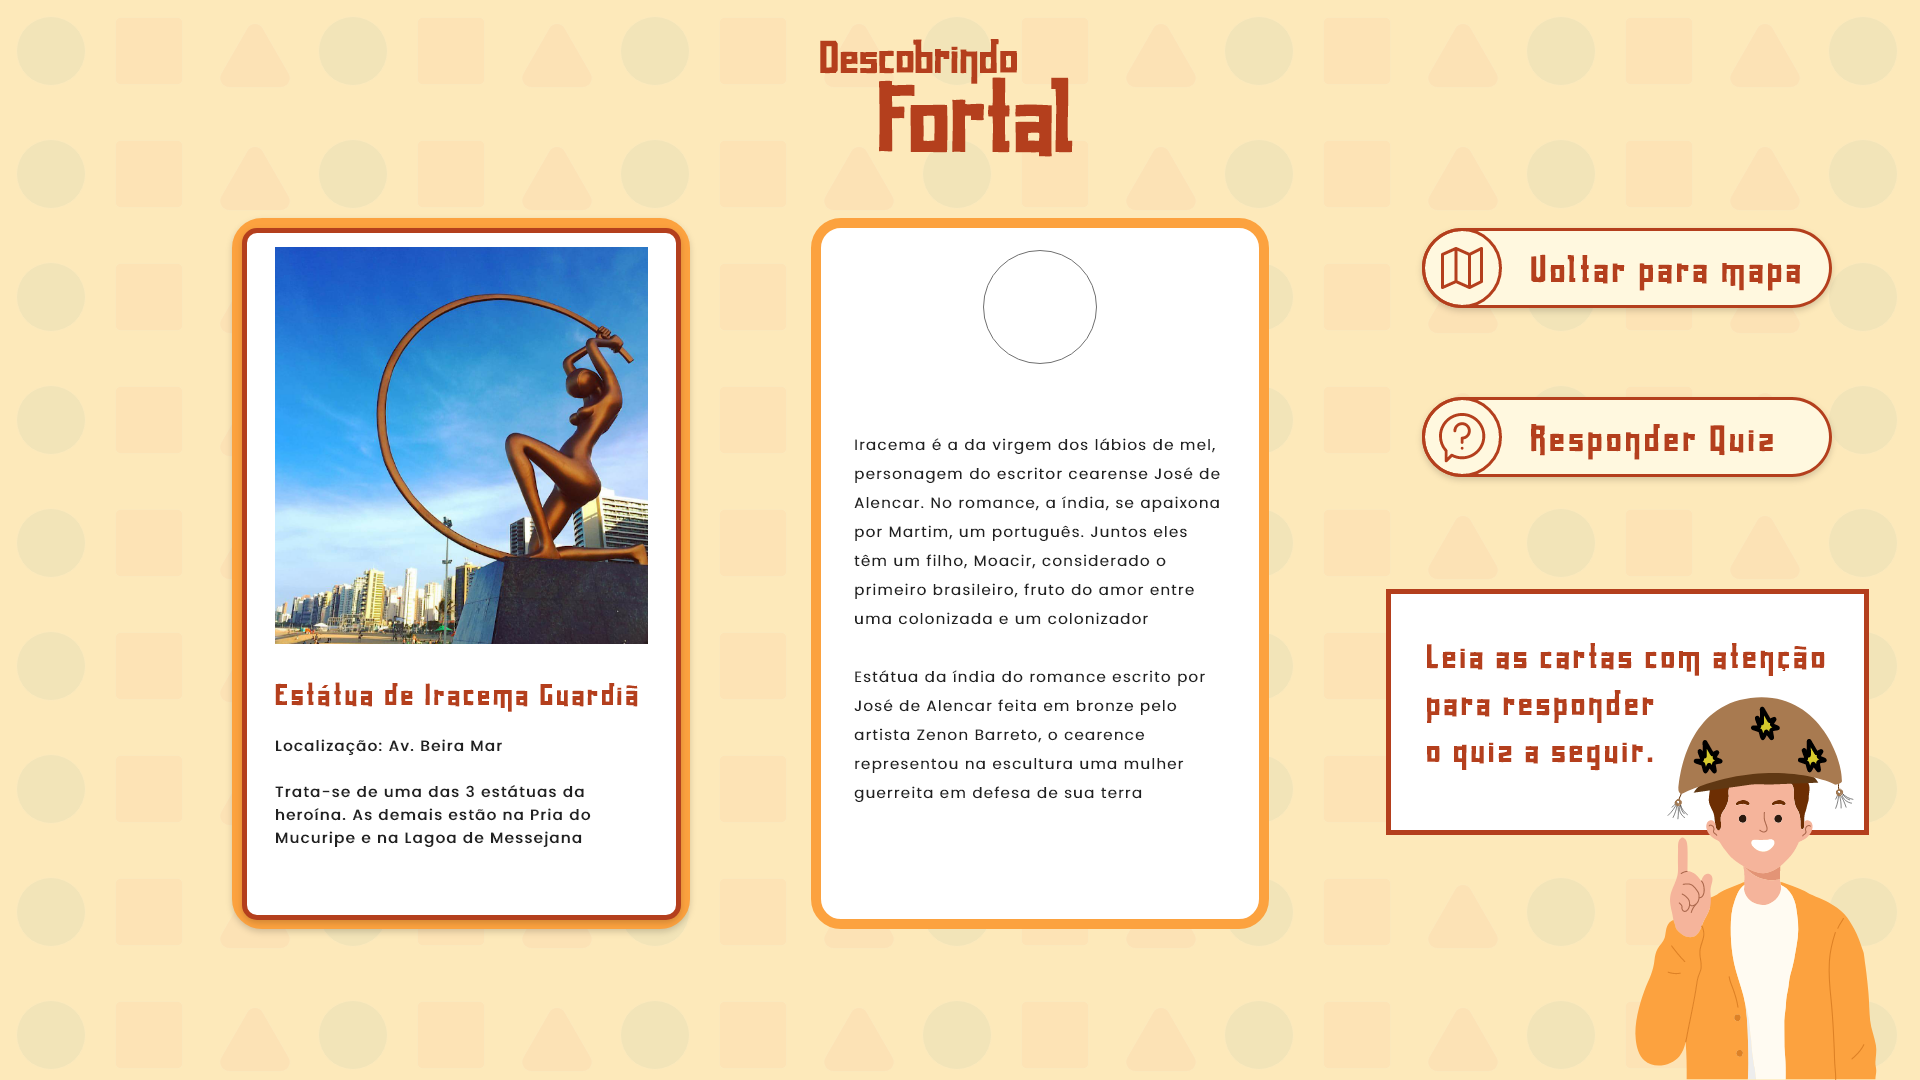 Descobrindo
Fortal
Estátua de Iracema Guardiã
Localização: Av. Beira Mar
Trata-se de uma das 3 estátuas da
heroína. As demais estão na Pria do
Mucuripe e na Lagoa de Messejana
Iracema é a da virgem dos lábios de mel,
personagem do escritor cearense José de
Alencar. No romance, a índia, se apaixona
por Martim, um português. Juntos eles
têm um filho, Moacir, considerado o
primeiro brasileiro, fruto do amor entre
uma colonizada e um colonizador
Estátua da índia do romance escrito por
José de Alencar feita em bronze pelo
artista Zenon Barreto, o cearence
representou na escultura uma mulher
guerreita em defesa de sua terra
Voltar para mapa
Responder Quiz
Leia as cartas com atenção
para responder
o quiz a seguir.